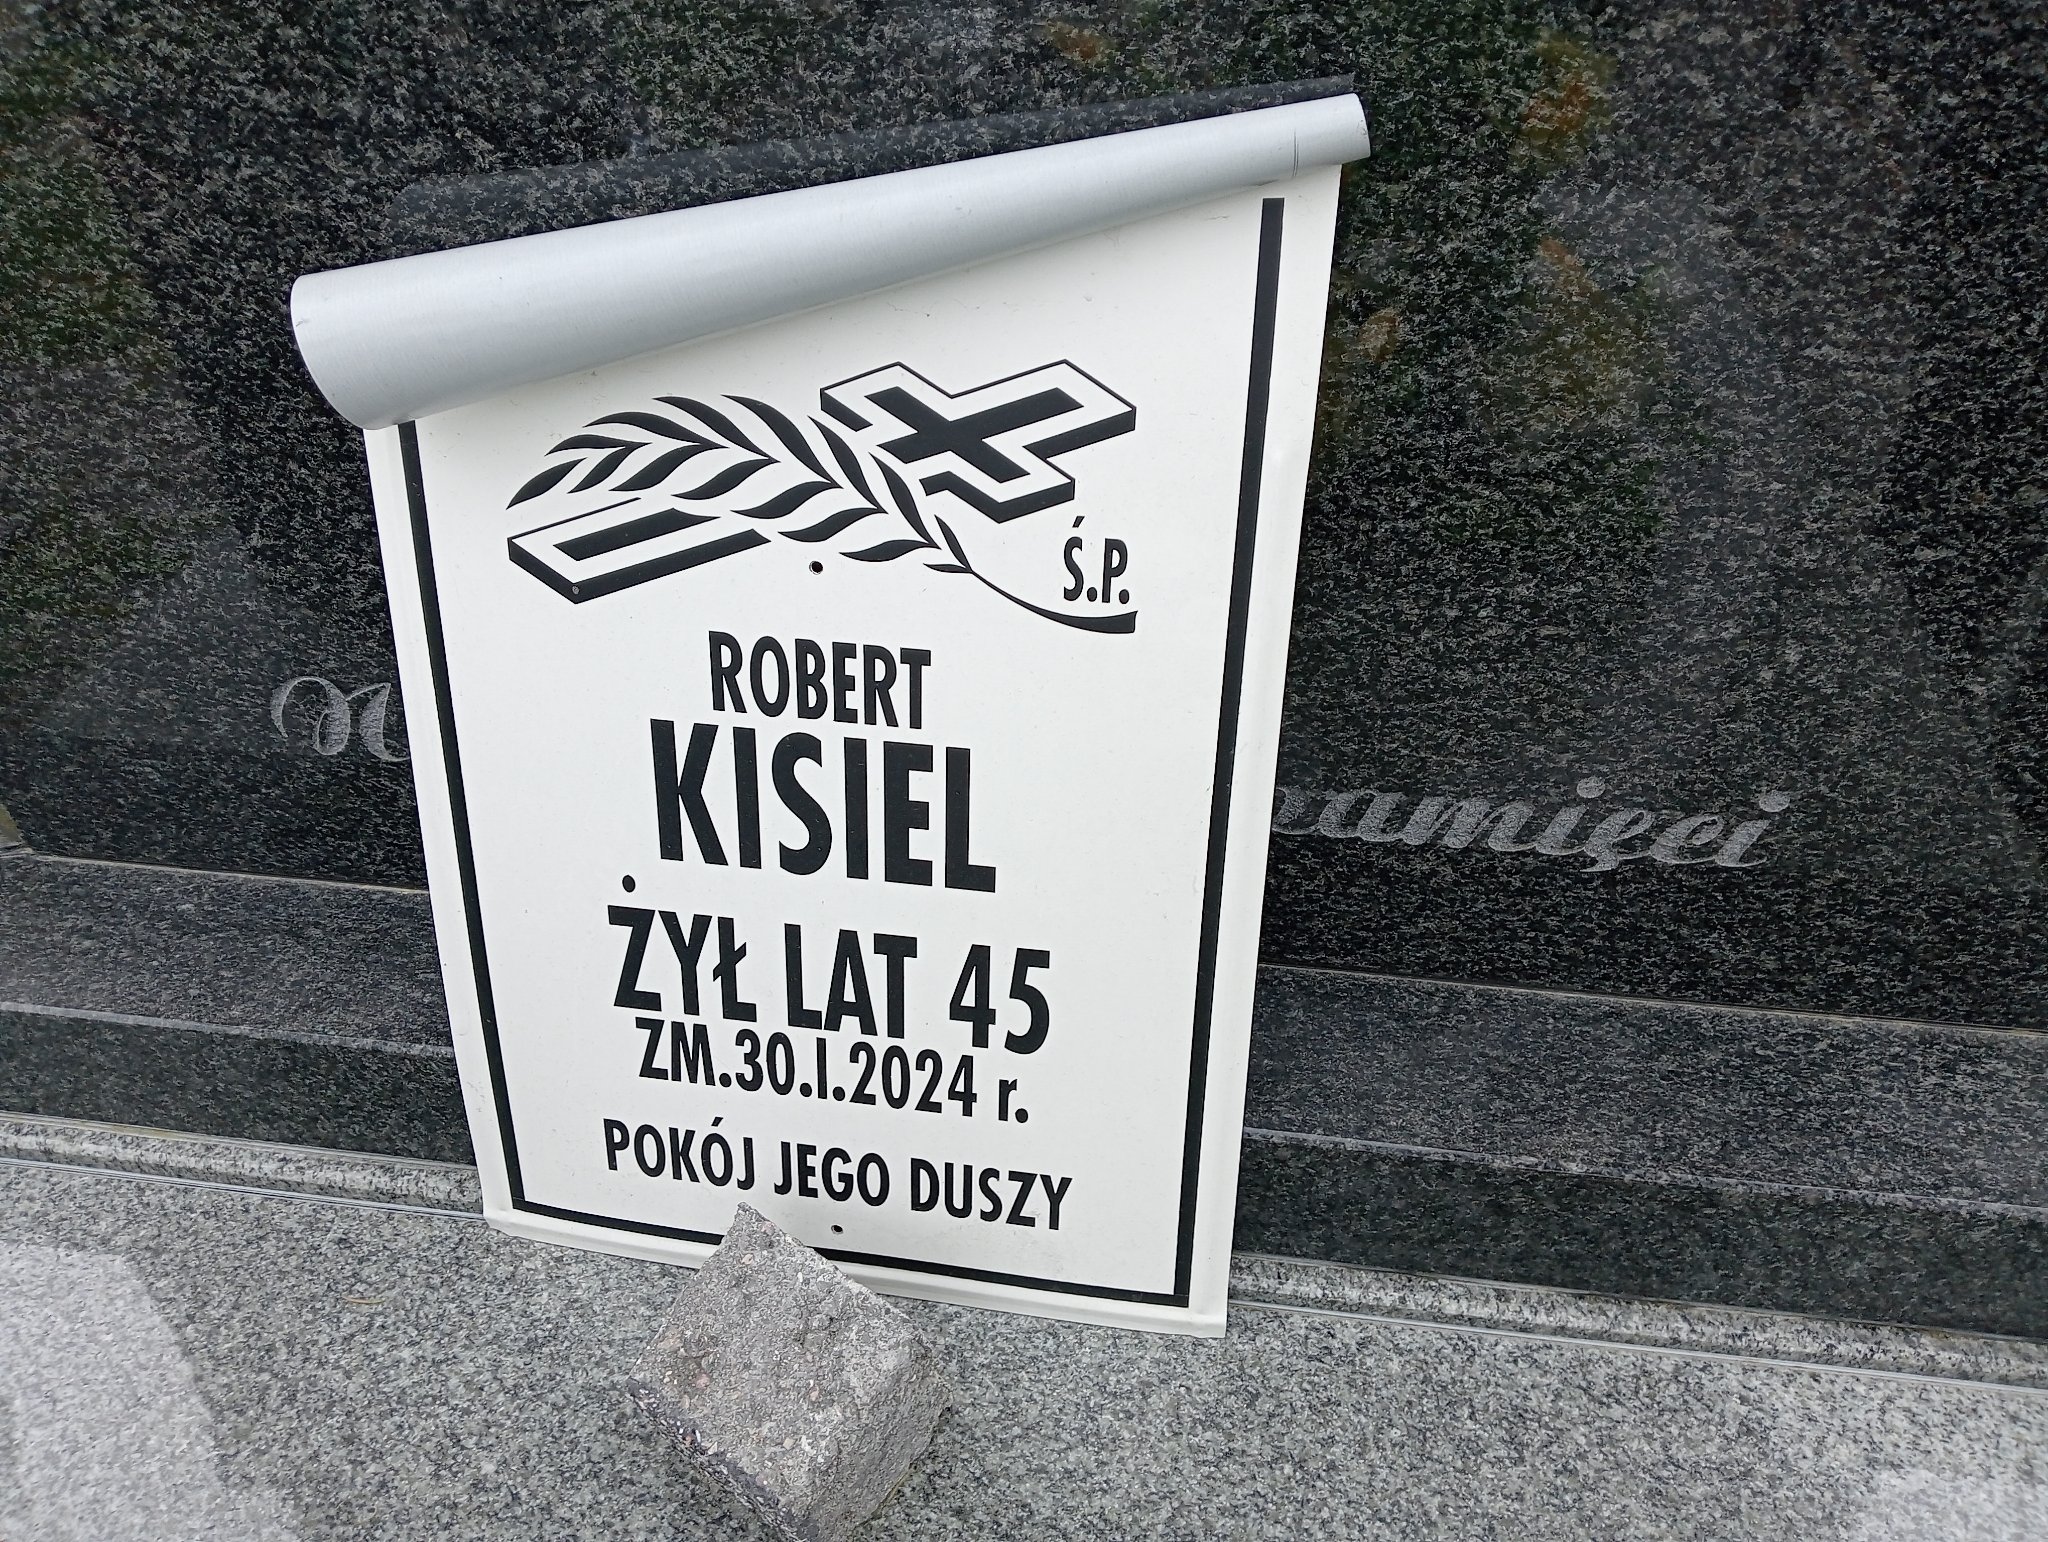 Ś.P.
ROBERT
KISIEL
ŻYŁ LAT 45
ZM.30.I.2024 r.
POKÓJ JEGO DUSZY